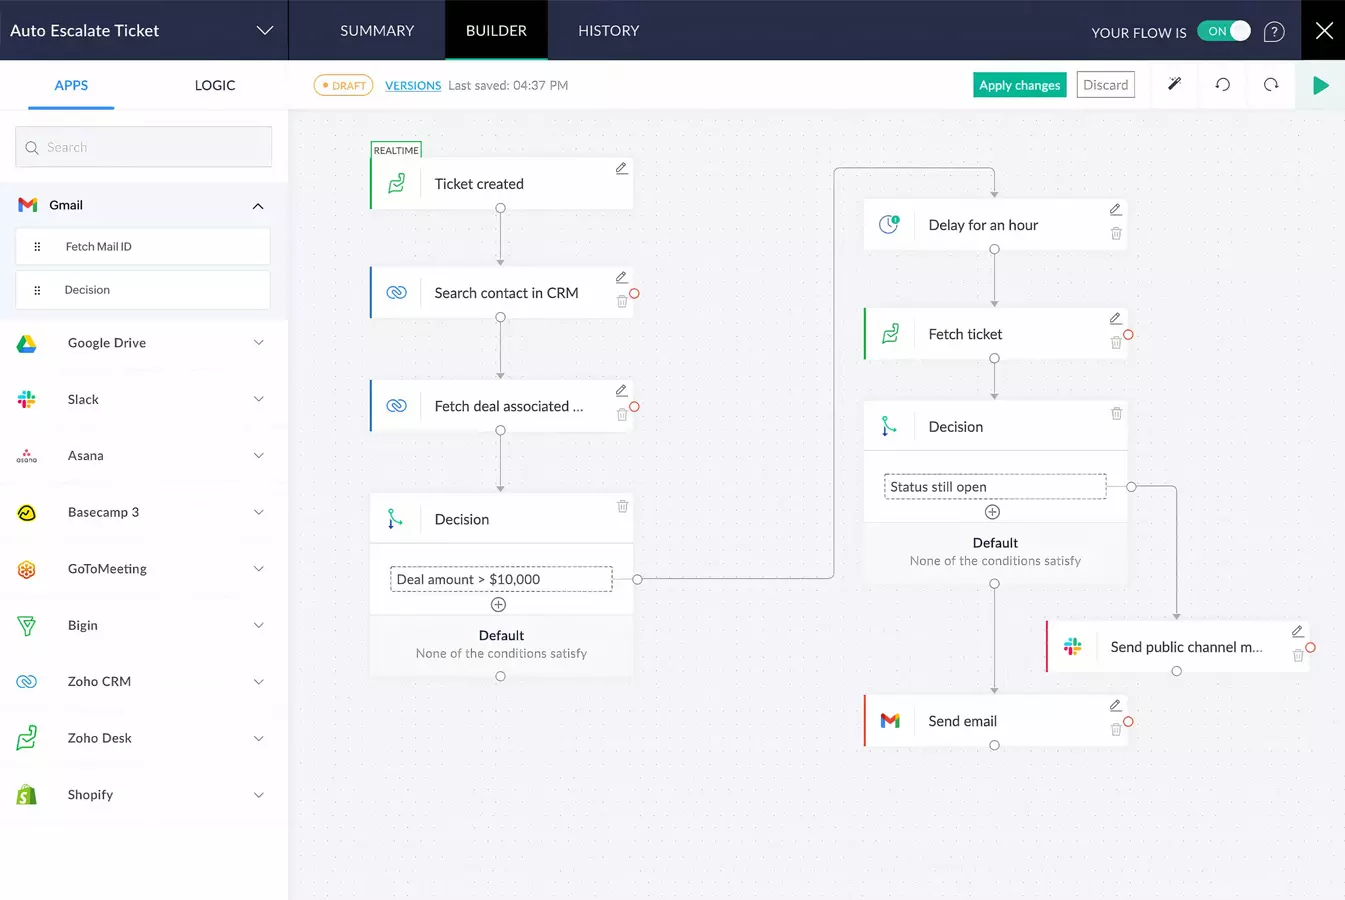 Auto Escalate Ticket
SUMMARY
BUILDER
HISTORY
YOUR FLOW IS
ON
?
APPS
LOGIC
DRAFT
VERSIONS
Last saved: 04:37 PM
Apply changes
Discard
Search
Gmail
Fetch Mail ID
Decision
Google Drive
Slack
asana
Asana
Basecamp 3
GoToMeeting
Bigin
Zoho CRM
Zoho Desk
Shopify
REALTIME
Ticket created
Search contact in CRM
Fetch deal associated ...
Decision
Deal amount > $10,000
Default
None of the conditions satisfy
Delay for an hour
Fetch ticket
Decision
Status still open
Default
None of the conditions satisfy
Send public channel m...
Send email